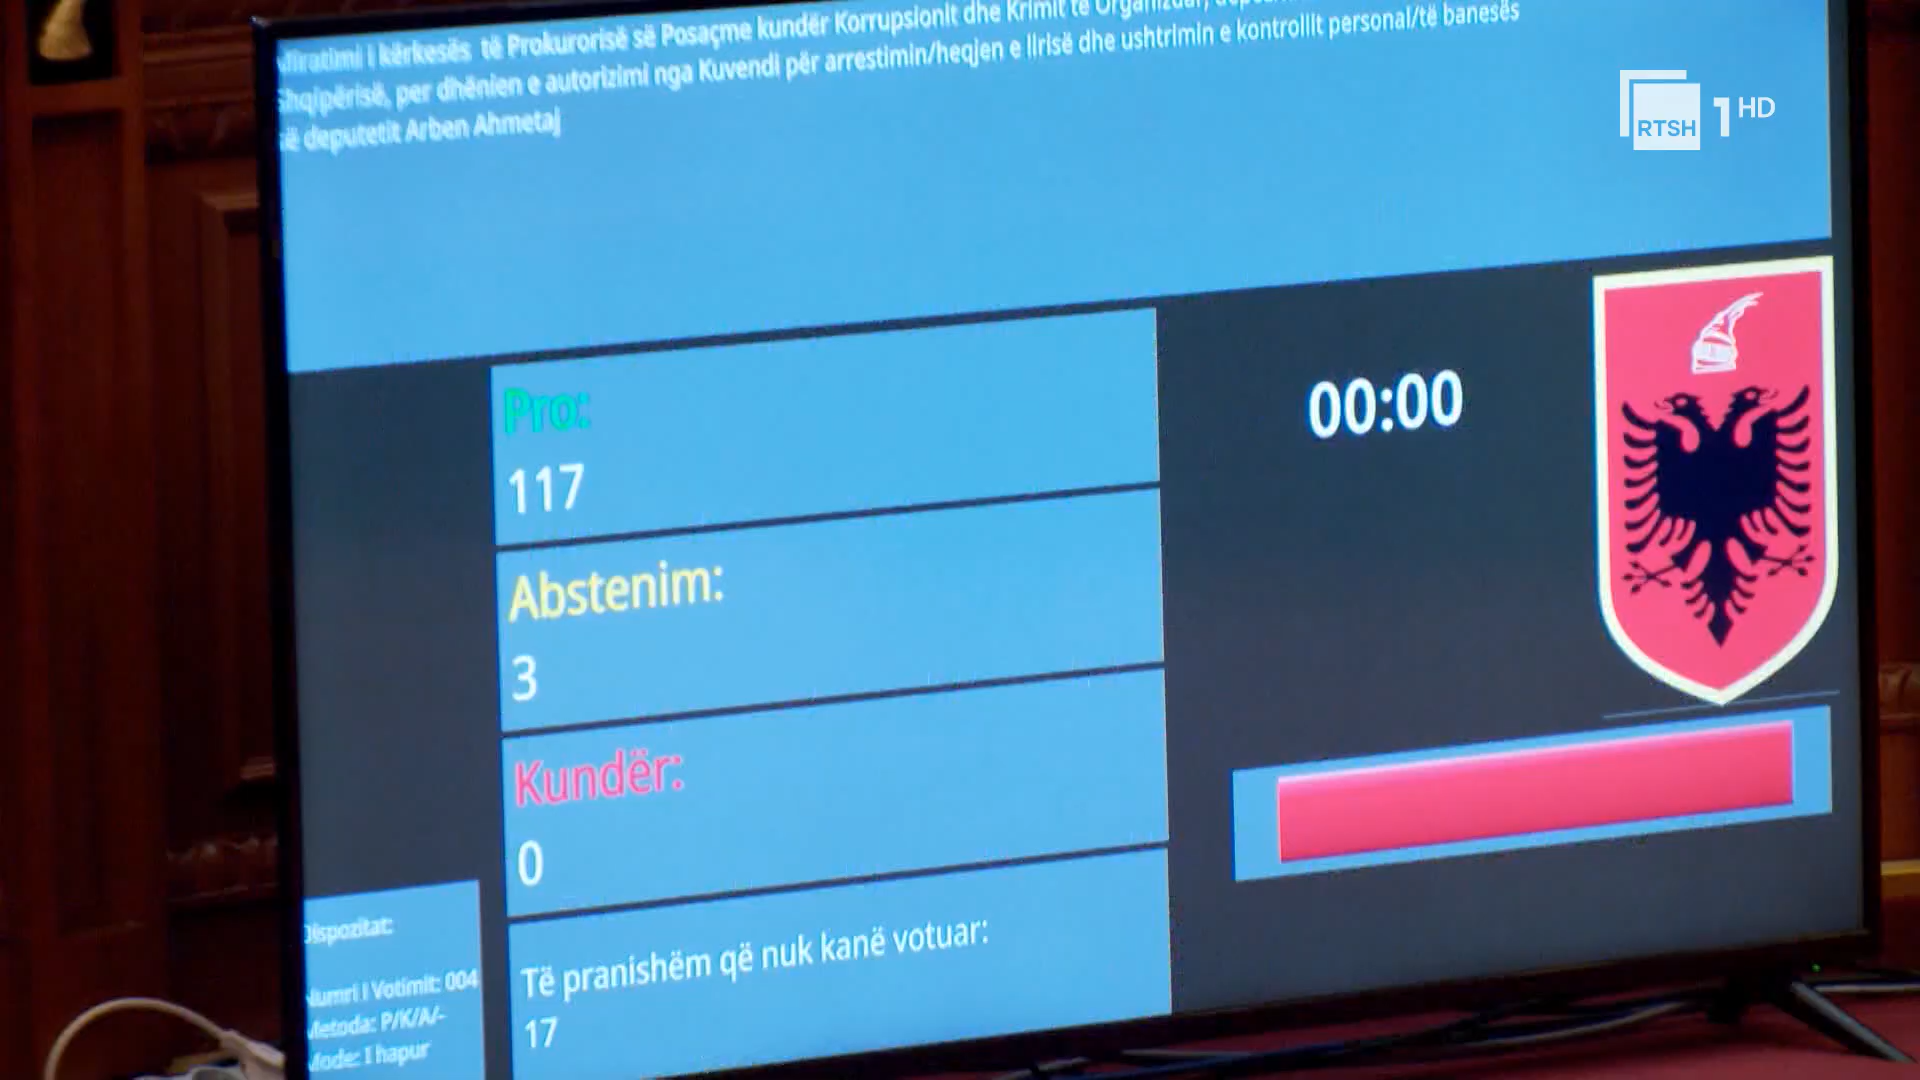 Miratimi i kërkesës të Prokurorisë së Posaçme kundër Korrupsionit dhe Krimit të Organizuar,
Shqipërisë, per dhënien e autorizimi nga Kuvendi për arrestimin/heqjen e lirisë dhe ushtrimin e kontrollit personal/të banesës
së deputetit Arben Ahmetaj
RTSH 1 HD
Pro:
117
00:00
Abstenim:
3
Kundër:
0
Dispozitat:
Numri i Votimit: 004
Metoda: P/K/A/-
Mode: I hapur
Të pranishëm që nuk kanë votuar:
17